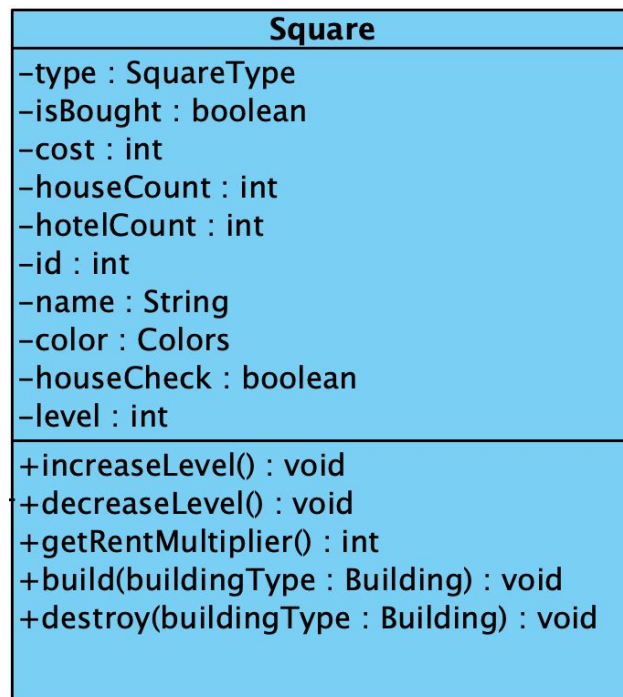 Square
-type : SquareType
-isBought : boolean
-cost : int
-houseCount : int
-hotelCount : int
-id : int
-name : String
-color : Colors
-houseCheck : boolean
-level : int
+increaseLevel() : void
+decreaseLevel() : void
+getRentMultiplier() : int
+build(buildingType : Building) : void
+destroy(buildingType : Building) : void